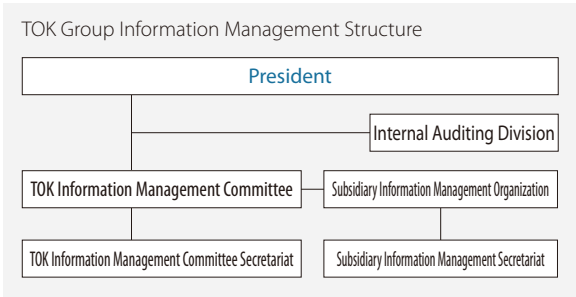 TOK Group Information Management Structure
President
Internal Auditing Division
TOK Information Management Committee
Subsidiary Information Management Organization
TOK Information Management Committee Secretariat
Subsidiary Information Management Secretariat